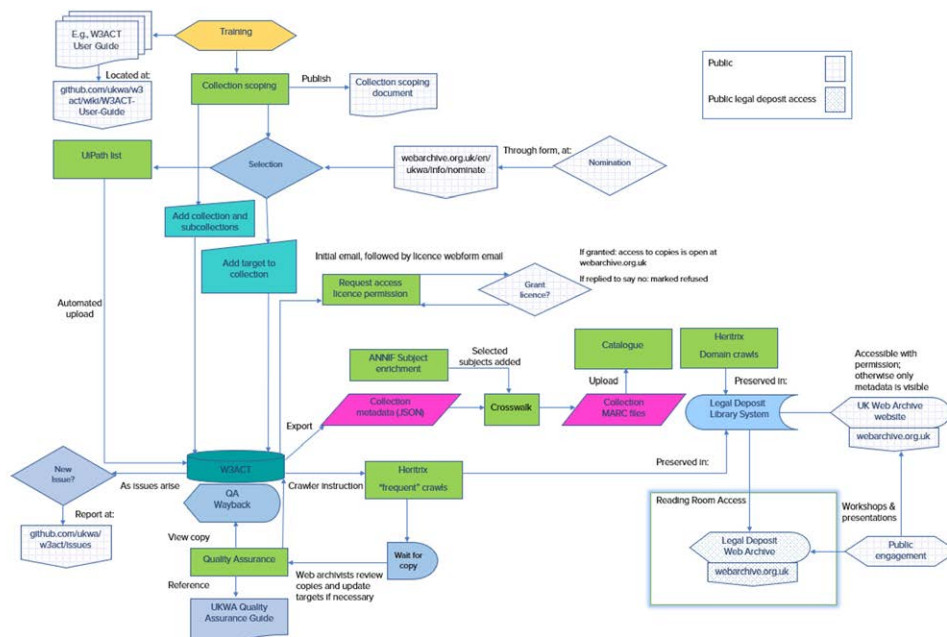 E.g., W3ACT
User Guide
Training
Located at:
github.com/ukwa/w3
act/wiki/W3ACT-
User-Guide
Collection scoping
Publish
Collection scoping
document
Public
Public legal deposit access
UiPath list
Selection
webarchive.org.uk/en/
ukwa/info/nominate
Through form, at:
Nomination
Add collection and
subcollections
Add target to
collection
Initial email, followed by licence webform email
Request access
licence permission
Grant
licence?
If granted: access to copies is open at
webarchive.org.uk
If replied to say no: marked refused
Automated
upload
ANNIF Subject
enrichment
Selected
subjects added
Catalogue
Heritrix
Domain crawls
Accessible with
permission;
otherwise only
metadata is visible
Upload
Preserved in:
Collection
metadata (JSON)
Crosswalk
Collection
MARC files
Legal Deposit
Library System
UK Web Archive
website
webarchive.org.uk
Export
W3ACT
New
Issue?
As issues arise
Crawler instruction
Heritrix
"frequent" crawls
Preserved in:
QA
Wayback
Report at:
github.com/ukwa/
w3act/issues
View copy
Quality Assurance
Wait for
copy
Reference
Web archivists review
copies and update
targets if necessary
UKWA Quality
Assurance Guide
Reading Room Access
Workshops &
presentations
Legal Deposit
Web Archive
webarchive.org.uk
Public
engagement